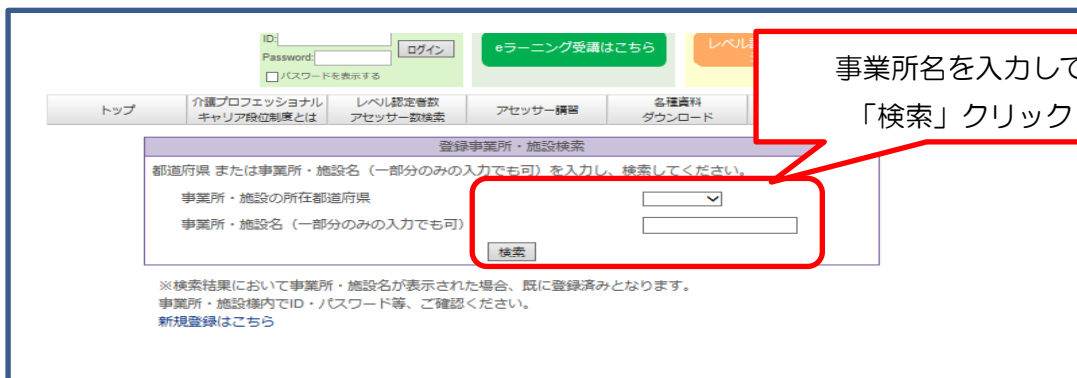 ID:
Password:
ログイン
パスワードを表示する
eラーニング受講はこちら
レベル
事業所名を入力して
「検索」クリック
トップ
介護プロフェッショナル
キャリア段位制度とは
レベル認定者数
アセッサー数検索
アセッサー講習
各種資料
ダウンロード
登録事業所・施設検索
都道府県 または事業所・施設名（一部分のみの入力でも可）を入力し、検索してください。
事業所・施設の所在都道府県
事業所・施設名（一部分のみの入力でも可）
検索
※検索結果において事業所・施設名が表示された場合、既に登録済みとなります。
事業所・施設様内でID・パスワード等、ご確認ください。
新規登録はこちら